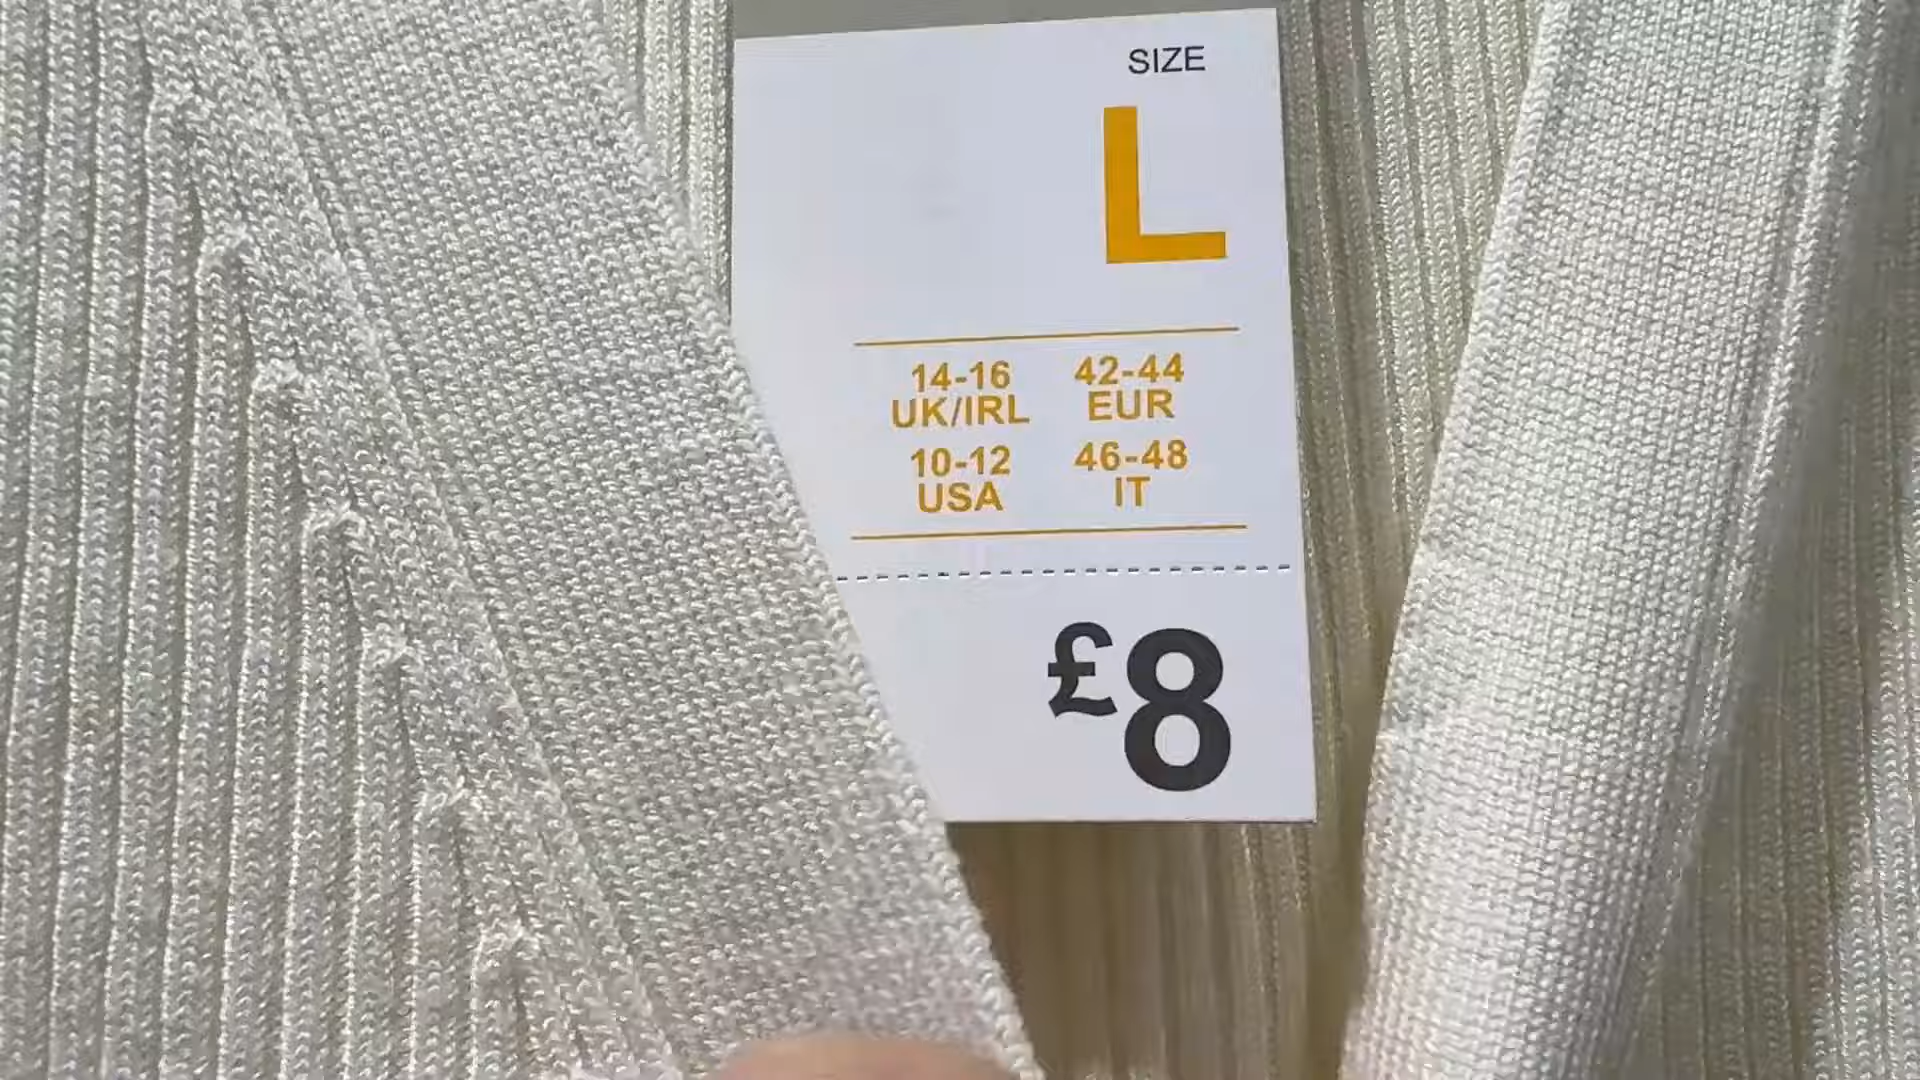 SIZE
L
14-16 42-44
UK/IRL EUR
10-12 46-48
USA IT
£8